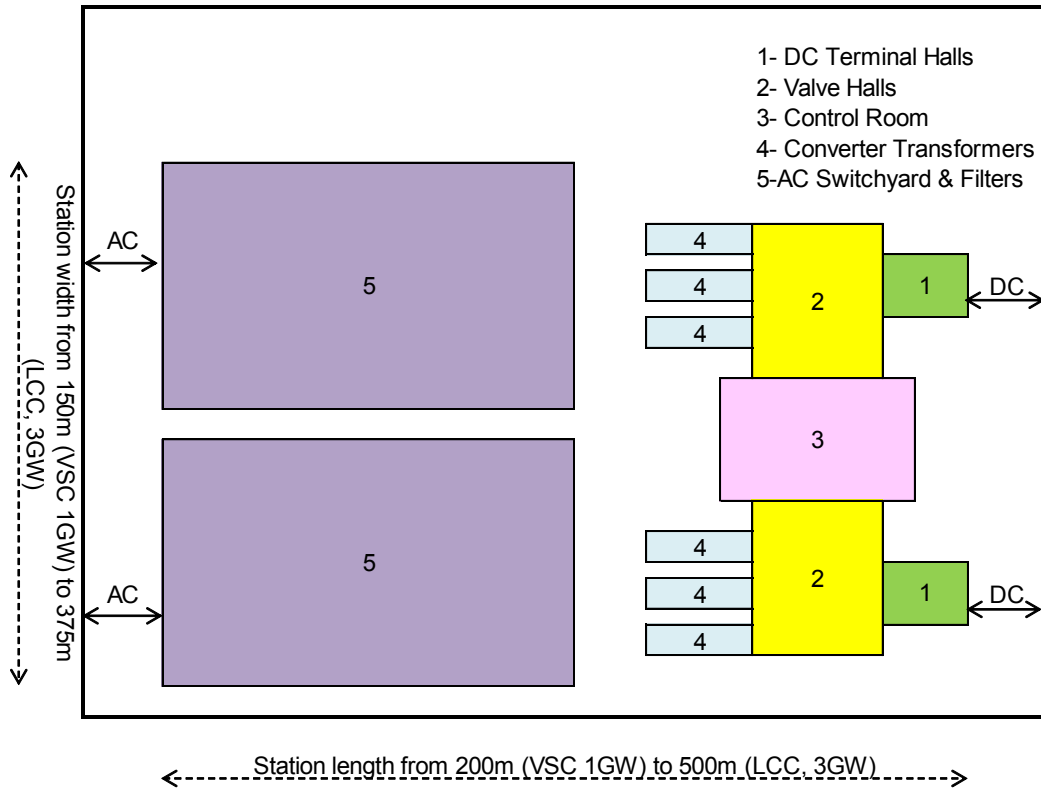 1- DC Terminal Halls
2- Valve Halls
3- Control Room
4- Converter Transformers
5-AC Switchyard & Filters
Station width from 150m (VSC 1GW) to 375m
(LCC, 3GW)
AC
5
4
4
4
2
1
DC
3
AC
5
4
4
4
2
1
DC
Station length from 200m (VSC 1GW) to 500m (LCC, 3GW)